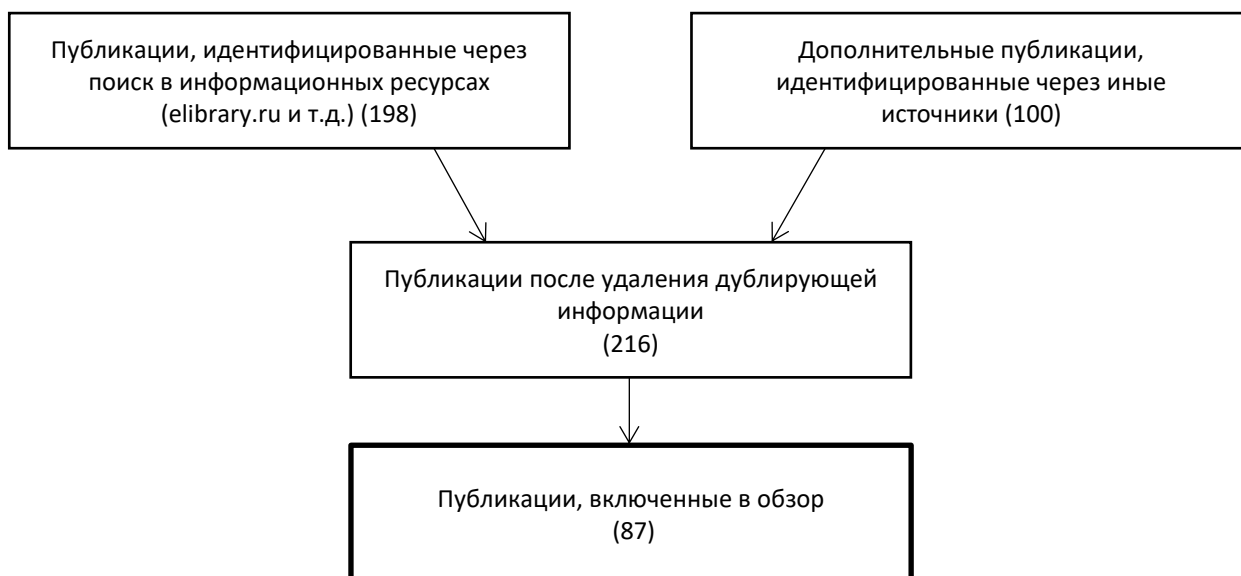 Публикации, идентифицированные через
поиск в информационных ресурсах
(elibrary.ru и т.д.) (198)
Дополнительные публикации,
идентифицированные через иные
источники (100)
Публикации после удаления дублирующей
информации
(216)
Публикации, включенные в обзор
(87)